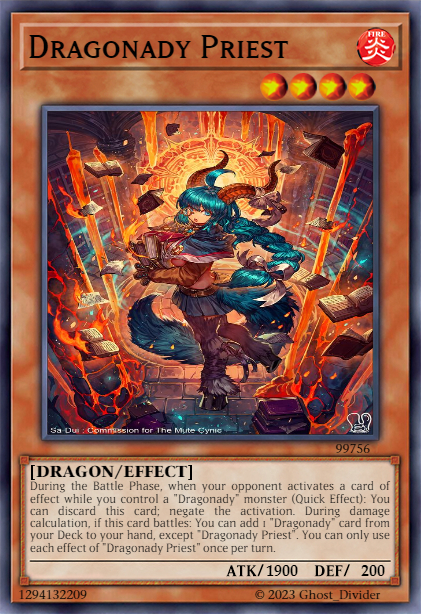 Dragonady Priest
FIRE
炎
Sa-Dui : Commission for The Mute Cynic
99756
[DRAGON/EFFECT]
During the Battle Phase, when your opponent activates a card of
effect while you control a "Dragonady" monster (Quick Effect): You
can discard this card; negate the activation. During damage
calculation, if this card battles: You can add 1 "Dragonady" card from
your Deck to your hand, except "Dragonady Priest". You can only use
each effect of "Dragonady Priest" once per turn.
ATK/1900 DEF/ 200
1294132209 © 2023 Ghost_Divider